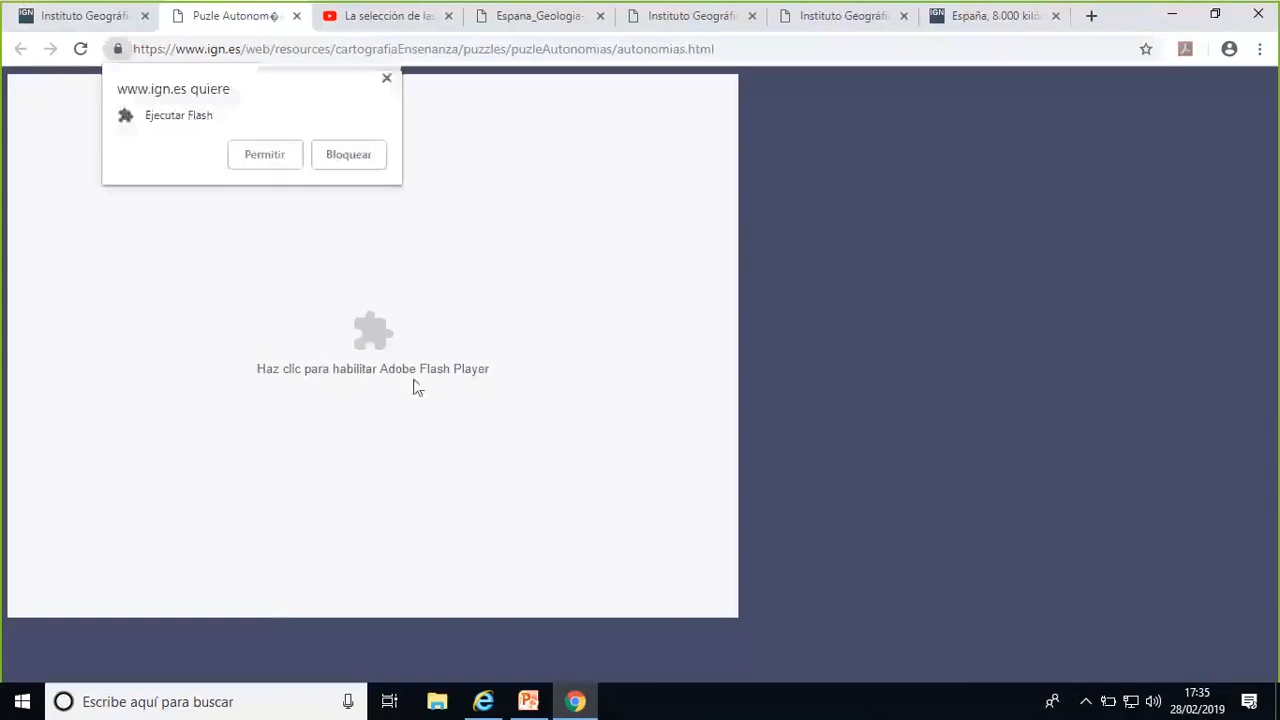 Instituto Geográfi
Puzle Autonom�
La selección de las
Espana_Geologia-
Instituto Geográfi
Instituto Geográfi
IGN España, 8.000 kiló
https://www.ign.es/web/resources/cartografiaEnsenanza/puzzles/puzleAutonomias/autonomias.html
www.ign.es quiere
Ejecutar Flash
Permitir
Bloquear
Haz clic para habilitar Adobe Flash Player
Escribe aquí para buscar
17:35
28/02/2019